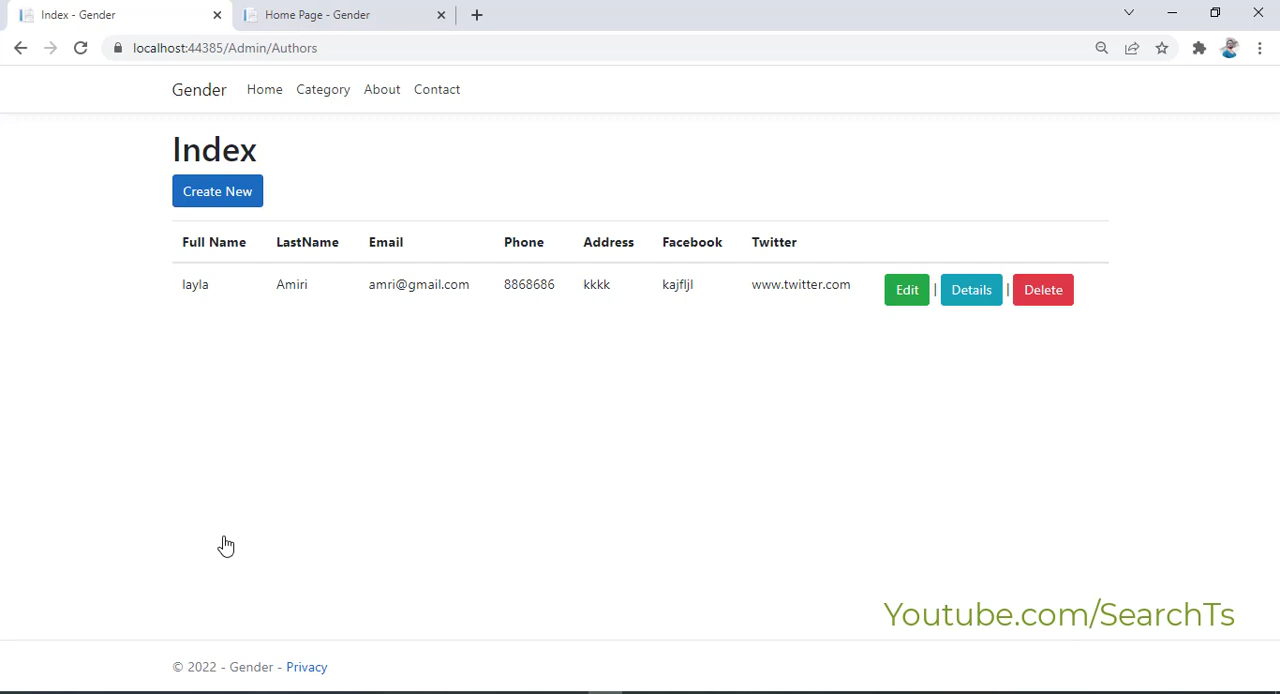 Index - Gender
Home Page - Gender
localhost:44385/Admin/Authors
Gender Home Category About Contact
Index
Create New
Full Name LastName Email Phone Address Facebook Twitter
layla Amiri amri@gmail.com 8868686 kkkk kajfljl www.twitter.com Edit | Details | Delete
Youtube.com/SearchTs
© 2022 - Gender - Privacy